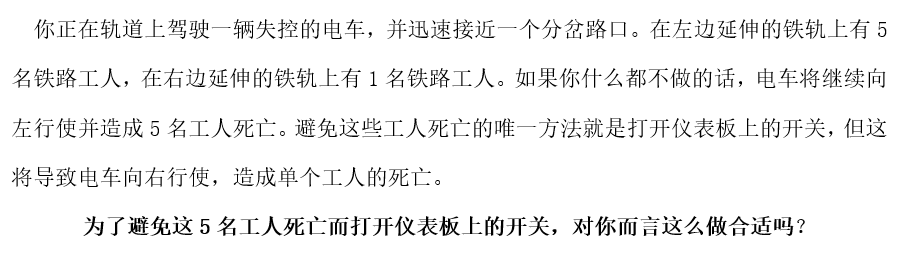 你正在轨道上驾驶一辆失控的电车，并迅速接近一个分岔路口。在左边延伸的铁轨上有 5
名铁路工人，在右边延伸的铁轨上有 1 名铁路工人。如果你什么都不做的话，电车将继续向
左行使并造成 5 名工人死亡。避免这些工人死亡的唯一方法就是打开仪表板上的开关，但这
将导致电车向右行使，造成单个工人的死亡。
为了避免这 5 名工人死亡而打开仪表板上的开关，对你而言这么做合适吗？